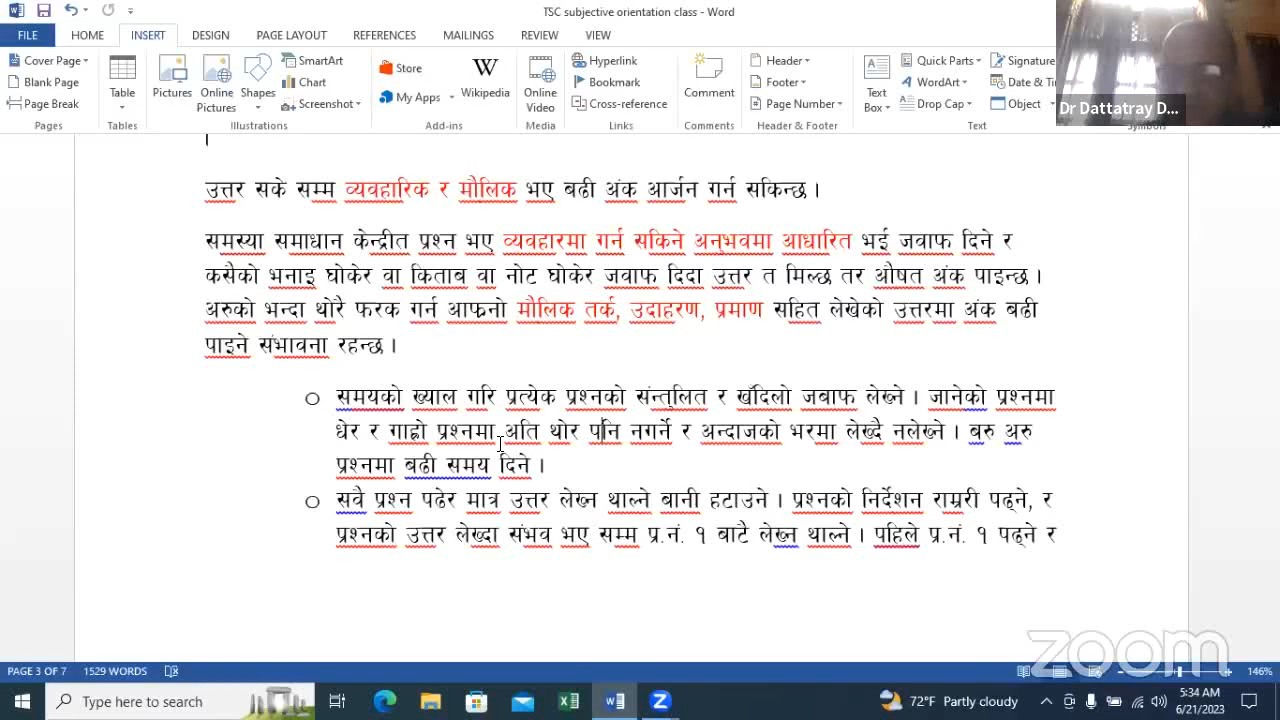 TSC subjective orientation class - Word
FILE HOME INSERT DESIGN PAGE LAYOUT REFERENCES MAILINGS REVIEW VIEW
Cover Page
Blank Page
Page Break
Pages
Table
Tables
Pictures
Online Pictures
Shapes
SmartArt
Chart
Screenshot
Illustrations
Store
My Apps
Wikipedia
Add-ins
Online Video
Media
Hyperlink
Bookmark
Cross-reference
Links
Comment
Comments
Header
Footer
Page Number
Header & Footer
Text Box
Quick Parts
WordArt
Drop Cap
Signature
Date & Ti
Object
Text
Symbols
Dr Dattatray D...
उत्तर सके सम्म व्यवहारिक र मौलिक भए बढी अंक आर्जन गर्न सकिन्छ ।
समस्या समाधान केन्द्रीत प्रश्न भए व्यवहारमा गर्न सकिने अनुभवमा आधारित भई जवाफ दिने र
कसैको भनाइ घोकेर वा किताब वा नोट घोकेर जवाफ दिदा उत्तर त मिल्छ तर औषत अंक पाइन्छ ।
अरुको भन्दा थोरै फरक गर्न आफ्नो मौलिक तर्क, उदाहरण, प्रमाण सहित लेखेको उत्तरमा अंक बढी
पाइने संभावना रहन्छ ।
o समयको ख्याल गरि प्रत्येक प्रश्नको संन्तुलित र खँदिलो जबाफ लेख्ने । जानेको प्रश्नमा
धेर र गाह्रो प्रश्नमा अति थोर पनि नगर्ने र अन्दाजको भरमा लेख्दै नलेख्ने । बरु अरु
प्रश्नमा बढी समय दिने ।
o सवै प्रश्न पढेर मात्र उत्तर लेख्न थाल्ने बानी हटाउने । प्रश्नको निर्देशन राम्ररी पढ्ने, र
प्रश्नको उत्तर लेख्दा संभव भए सम्म प्र.नं. १ बाटै लेख्न थाल्ने । पहिले प्र.नं. १ पढ्ने र
zoom
PAGE 3 OF 7 1529 WORDS 146%
Type here to search
72°F Partly cloudy
5:34 AM
6/21/2023